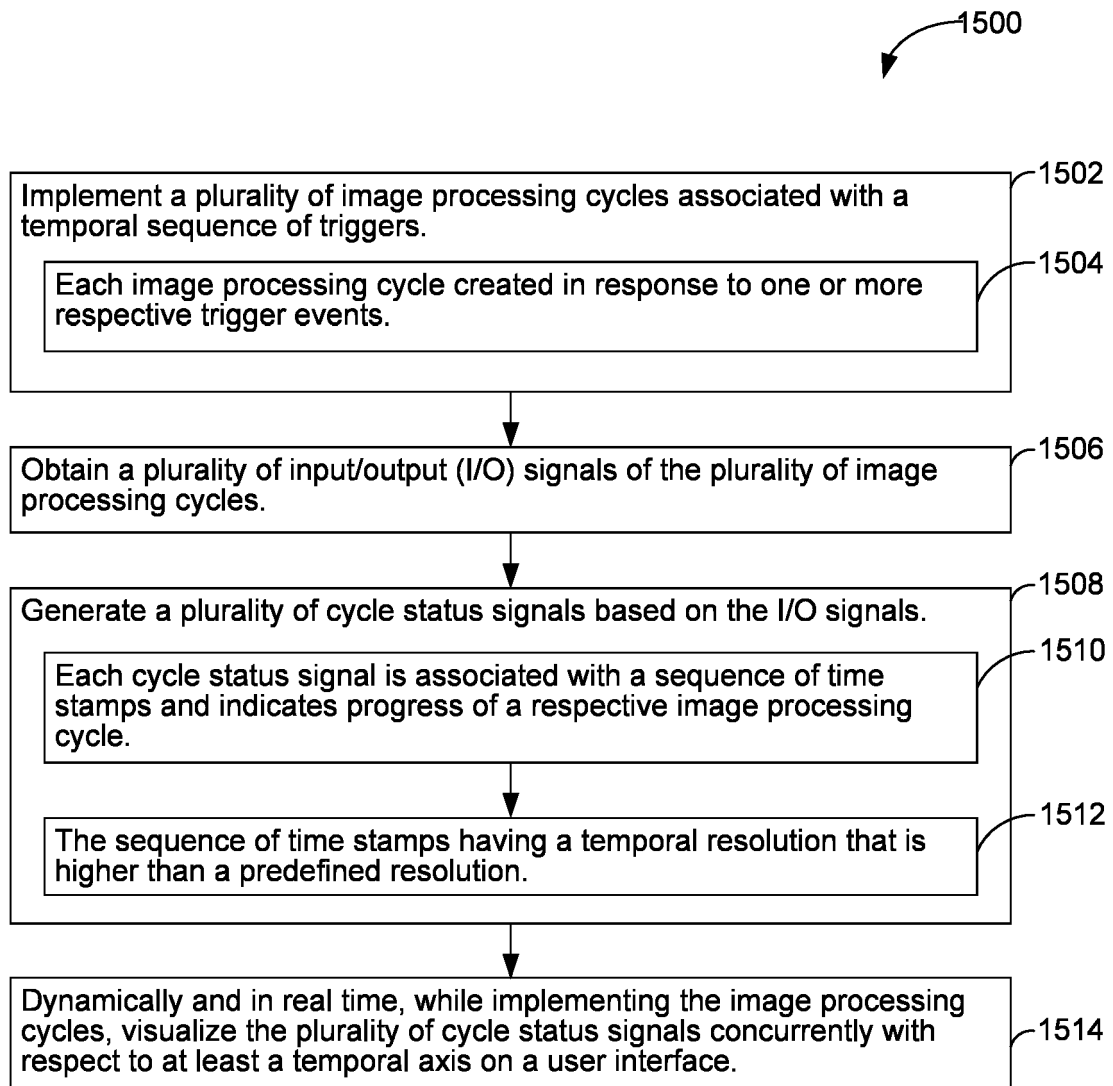 1500
1502
Implement a plurality of image processing cycles associated with a
temporal sequence of triggers.
1504
Each image processing cycle created in response to one or more
respective trigger events.
1506
Obtain a plurality of input/output (I/O) signals of the plurality of image
processing cycles.
1508
Generate a plurality of cycle status signals based on the I/O signals.
1510
Each cycle status signal is associated with a sequence of time
stamps and indicates progress of a respective image processing
cycle.
1512
The sequence of time stamps having a temporal resolution that is
higher than a predefined resolution.
Dynamically and in real time, while implementing the image processing
cycles, visualize the plurality of cycle status signals concurrently with
respect to at least a temporal axis on a user interface.
1514